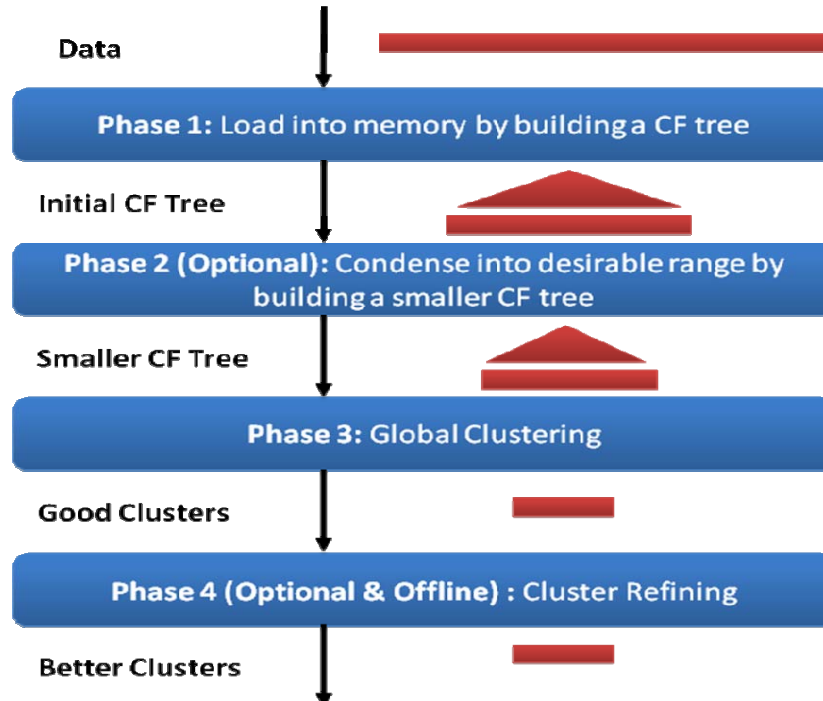 Data
Phase 1: Load into memory by building a CF tree
Initial CF Tree
Phase 2 (Optional): Condense into desirable range by
building a smaller CF tree
Smaller CF Tree
Phase 3: Global Clustering
Good Clusters
Phase 4 (Optional & Offline) : Cluster Refining
Better Clusters